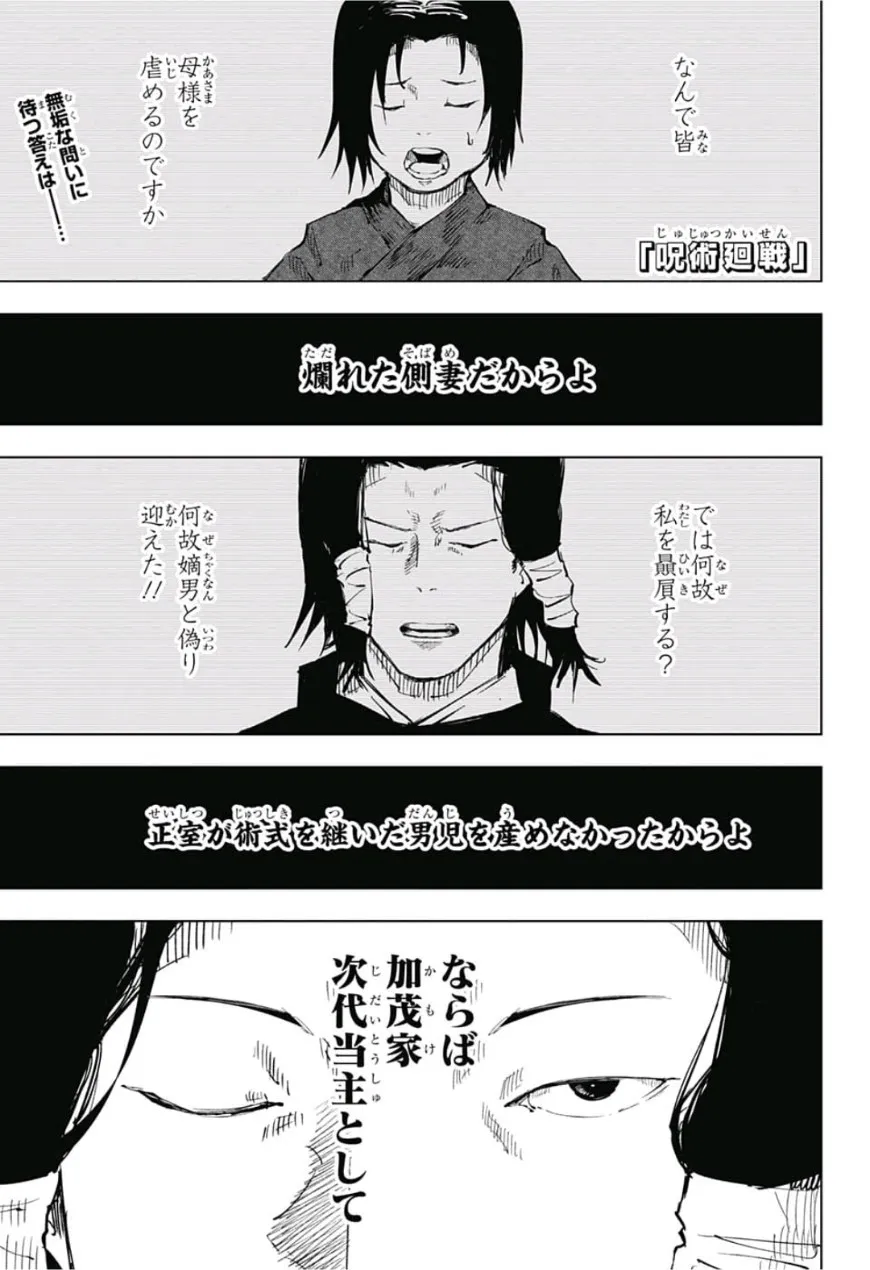 なんで皆
母様を
虐めるのですか
無垢な問いに
待つ答えは――…
「呪術廻戦」
爛れた側妻だからよ
では何故
私を贔屓する?
何故嫡男と偽り
迎えた!!
正室が術式を継いだ男児を産めなかったからよ
ならば
加茂家
次代当主として